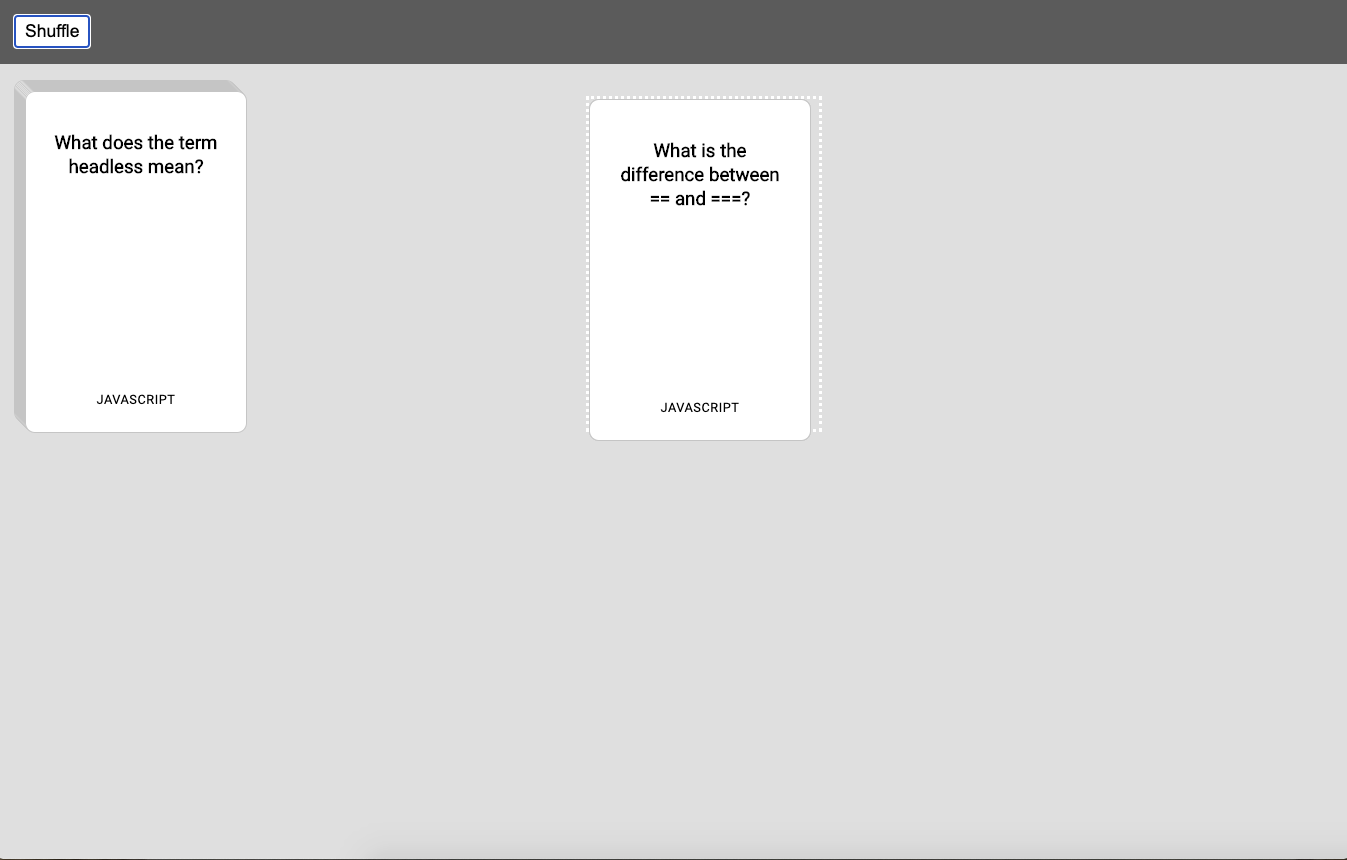 Shuffle
What does the term
headless mean?
JAVASCRIPT
What is the
difference between
== and ===?
JAVASCRIPT